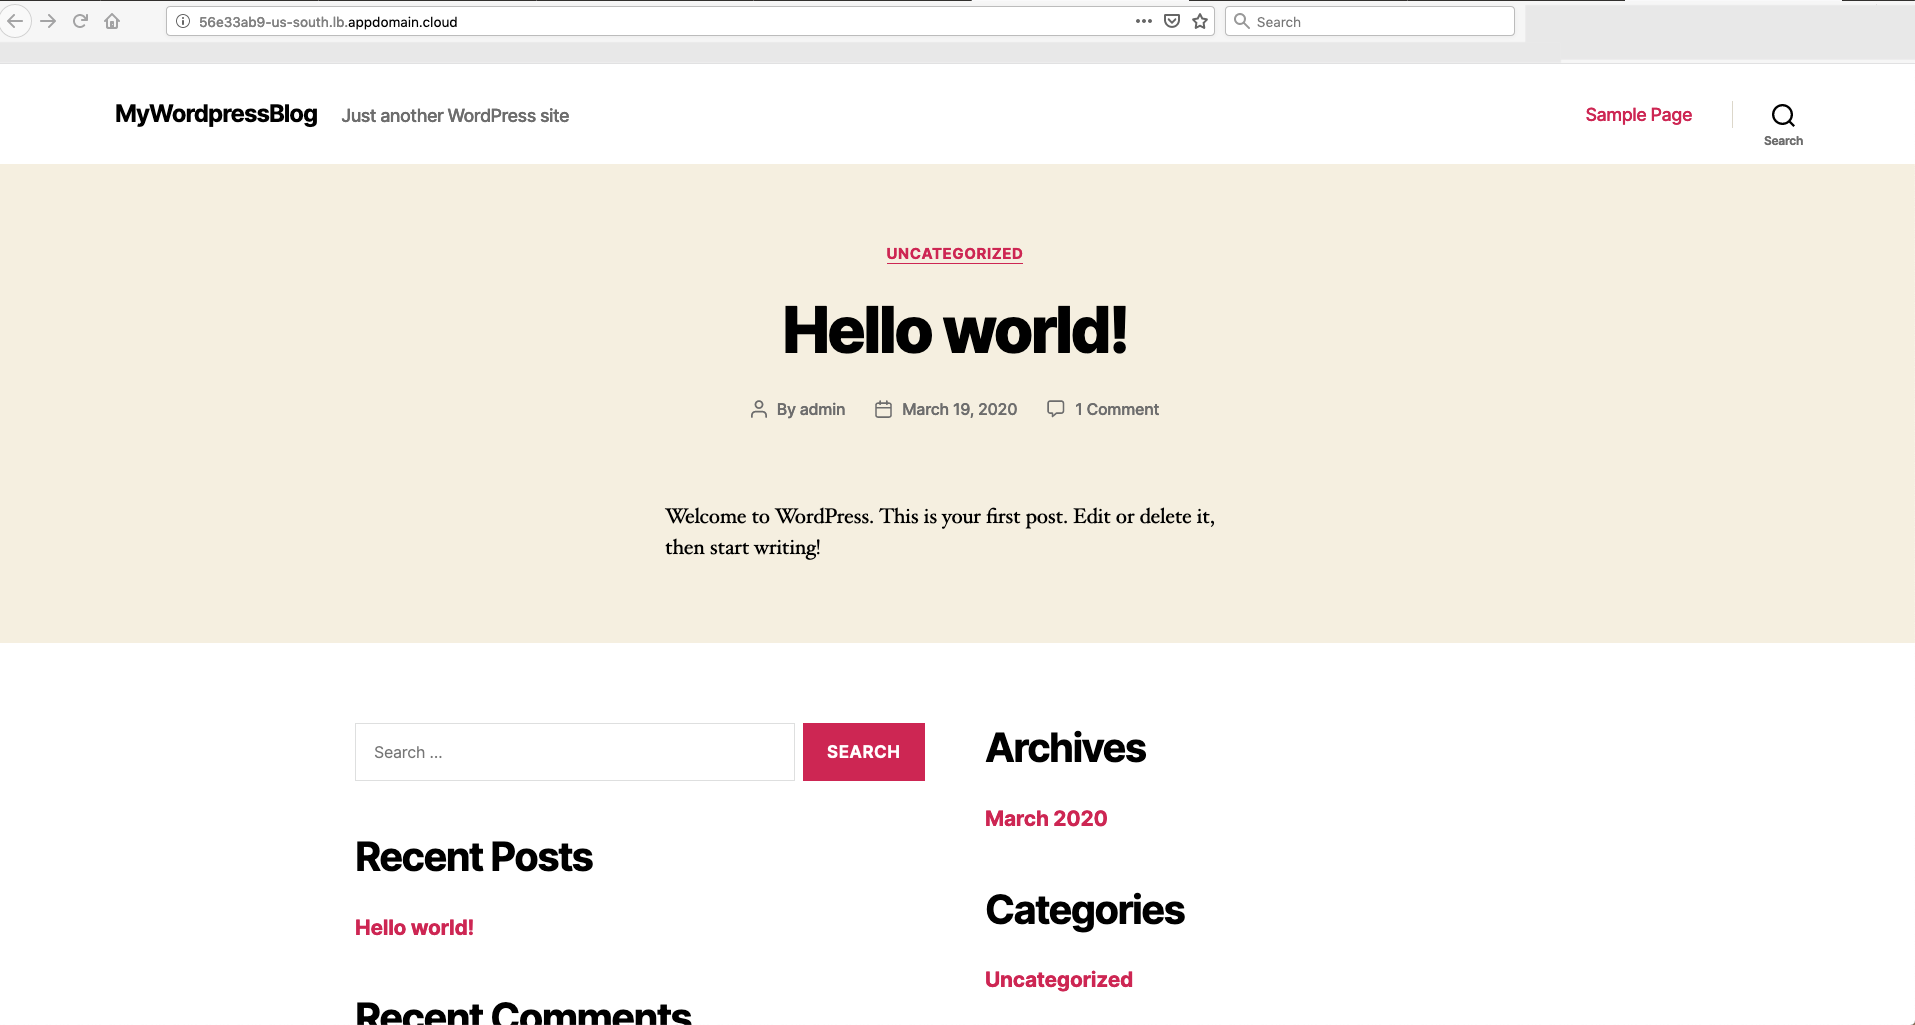 56e33ab9-us-south.lb.appdomain.cloud
Search
MyWordpressBlog
Just another WordPress site
Sample Page
Search
UNCATEGORIZED
Hello world!
By admin
March 19, 2020
1 Comment
Welcome to WordPress. This is your first post. Edit or delete it,
then start writing!
Search …
SEARCH
Archives
March 2020
Recent Posts
Categories
Hello world!
Uncategorized
Recent Comments